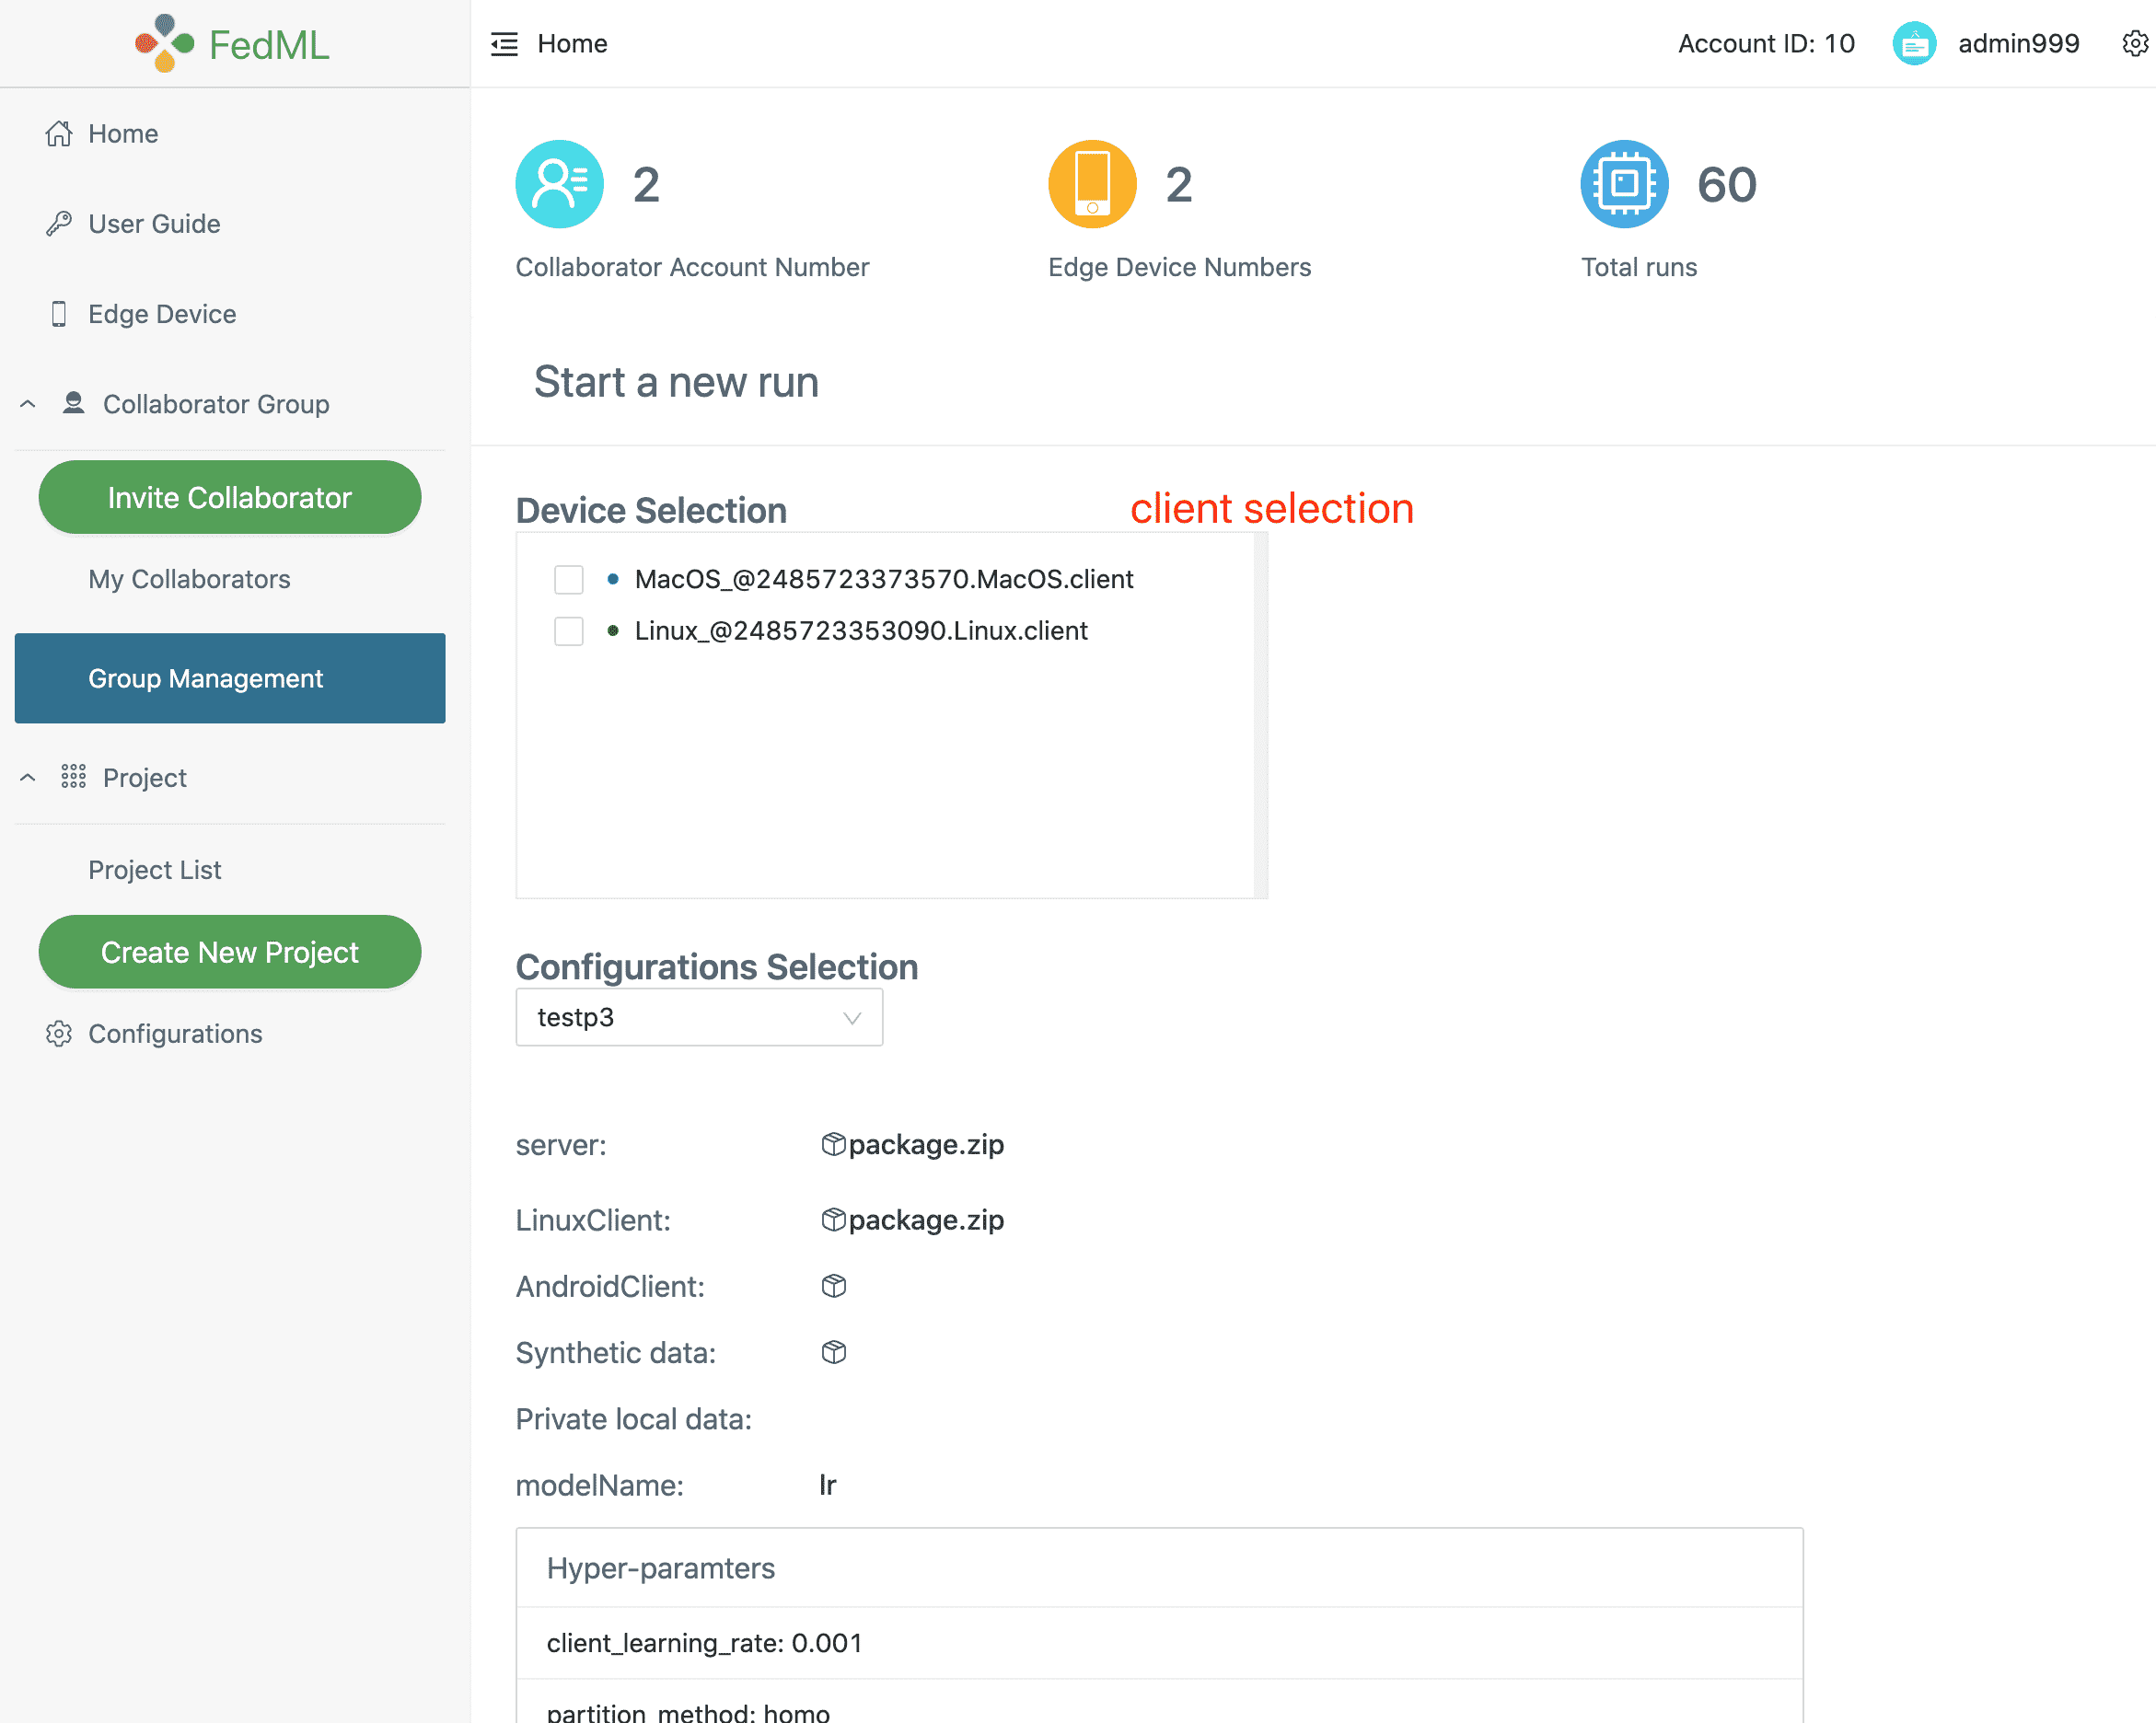 FedML
Home
Account ID: 10
admin999
Home
User Guide
Edge Device
Collaborator Group
Invite Collaborator
My Collaborators
Group Management
Project
Project List
Create New Project
Configurations
2
Collaborator Account Number
2
Edge Device Numbers
60
Total runs
Start a new run
Device Selection
client selection
MacOS_@2485723373570.MacOS.client
Linux_@2485723353090.Linux.client
Configurations Selection
testp3
server: package.zip
LinuxClient: package.zip
AndroidClient:
Synthetic data:
Private local data:
modelName: lr
Hyper-paramters
client_learning_rate: 0.001
partition_method: homo